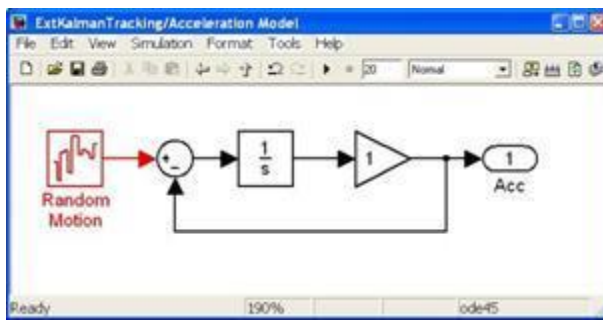 ExtKalmanTracking/Acceleration Model
File Edit View Simulation Format Tools Help
20 Normal
+
-
1
s
1
1
Random
Motion
Acc
Ready 190% ode45